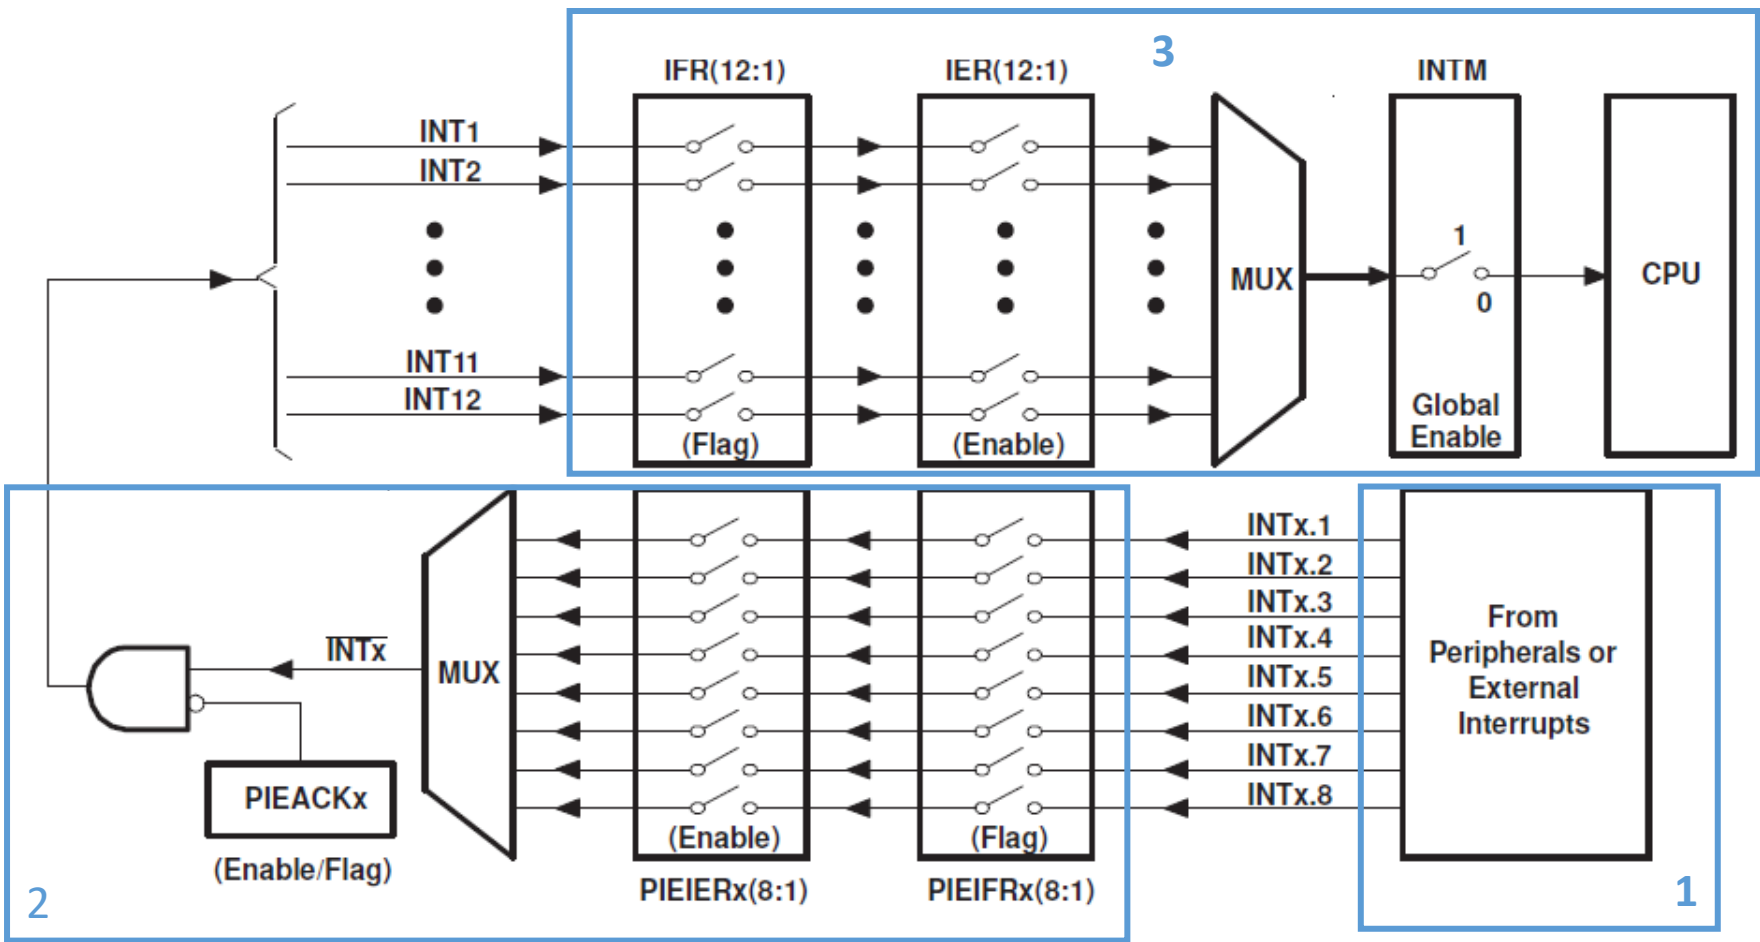 3
IFR(12:1)
IER(12:1)
INTM
INT1
INT2
INT11
INT12
(Flag)
(Enable)
MUX
1
0
Global
Enable
CPU
INTx.1
INTx.2
INTx.3
INTx.4
INTx.5
INTx.6
INTx.7
INTx.8
From
Peripherals or
External
Interrupts
1
INTx
MUX
PIEACKx
(Enable/Flag)
(Enable)
PIEIERx(8:1)
(Flag)
PIEIFRx(8:1)
2